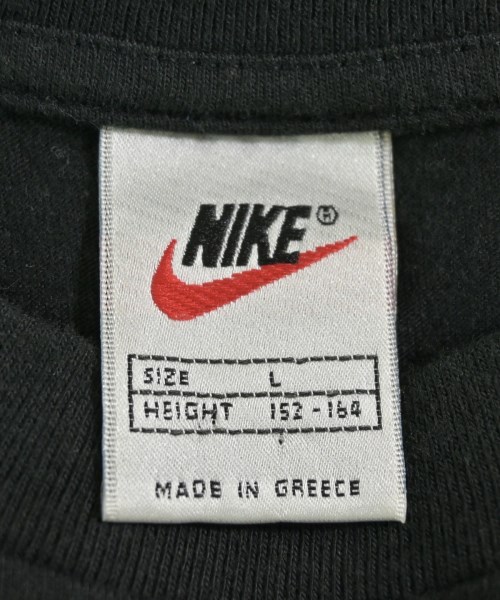 NIKE®
SIZE L
HEIGHT 152 - 164
MADE IN GREECE